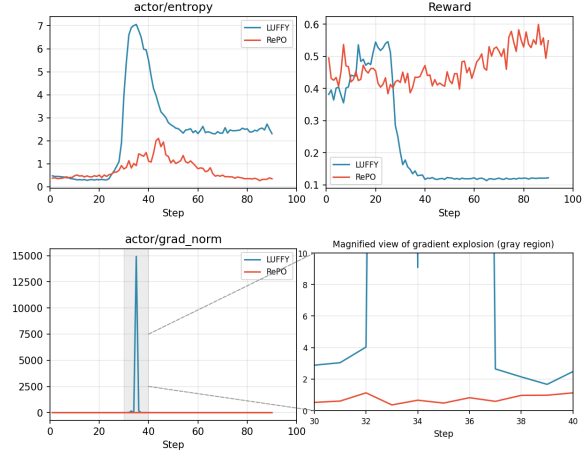 actor/entropy
7
6
5
4
3
2
1
0
0 20 40 60 80 100
Step
LUFFY
RePO
Reward
0.6
0.5
0.4
0.3
0.2
0.1
0 20 40 60 80 100
Step
LUFFY
RePO
actor/grad_norm
15000
12500
10000
7500
5000
2500
0
0 20 40 60 80 100
Step
LUFFY
RePO
Magnified view of gradient explosion (gray region)
10
8
6
4
2
0
30 32 34 36 38 40
Step